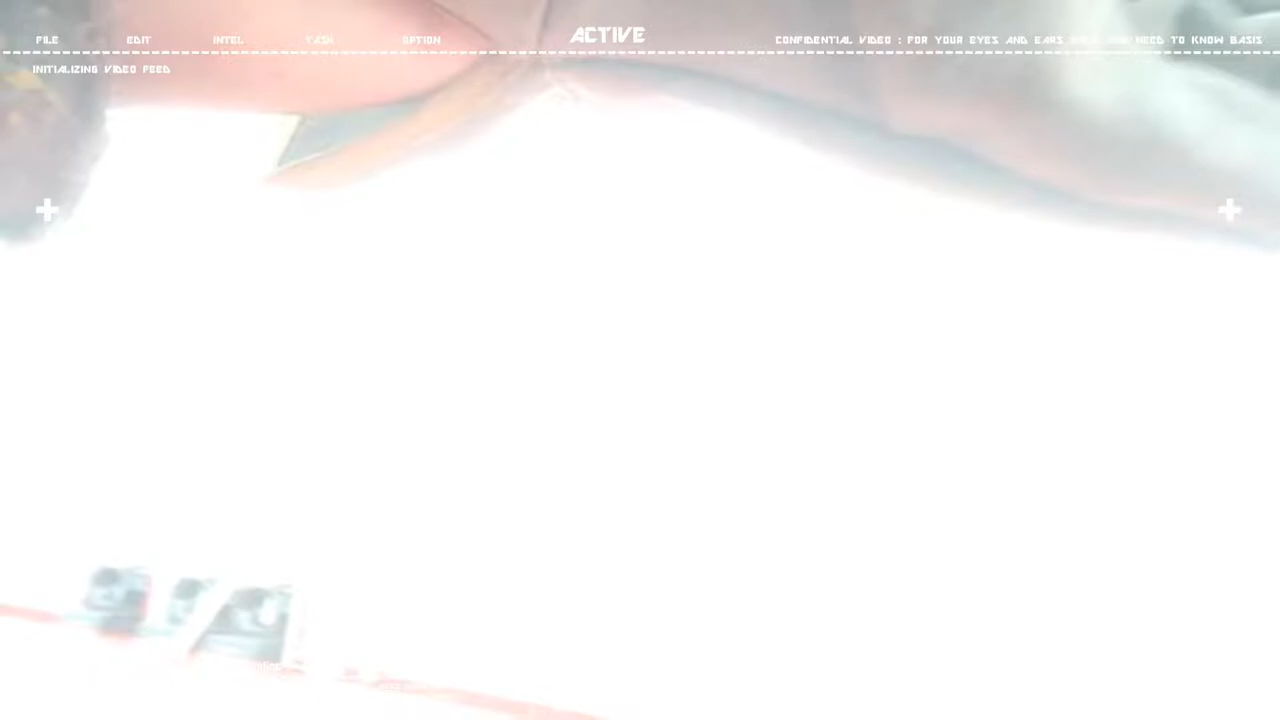 FILE EDIT INTEL TASK OPTION ACTIVE CONFIDENTIAL VIDEO : FOR YOUR EYES AND EARS NEED TO KNOW BASIS
INITIALIZING VIDEO FEED